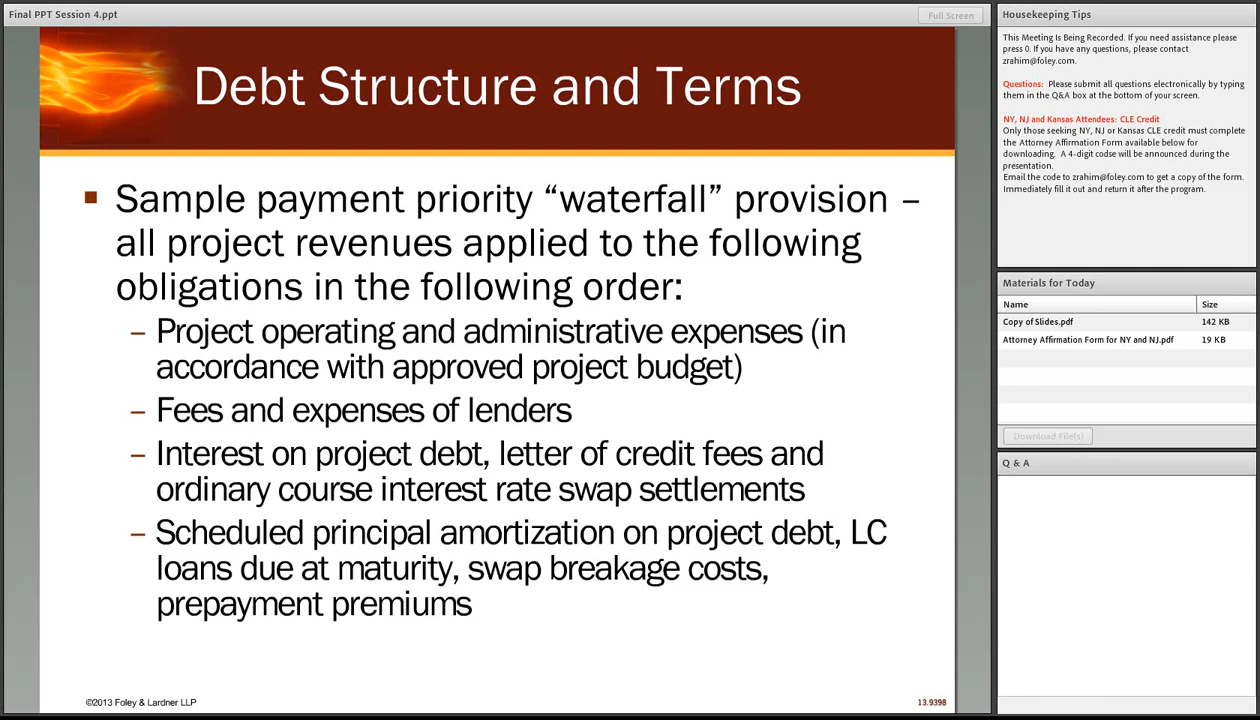 Final PPT Session 4.ppt
Full Screen
Debt Structure and Terms
■ Sample payment priority “waterfall” provision –
all project revenues applied to the following
obligations in the following order:
– Project operating and administrative expenses (in
accordance with approved project budget)
– Fees and expenses of lenders
– Interest on project debt, letter of credit fees and
ordinary course interest rate swap settlements
– Scheduled principal amortization on project debt, LC
loans due at maturity, swap breakage costs,
prepayment premiums
©2013 Foley & Lardner LLP
13.9398
Housekeeping Tips
This Meeting Is Being Recorded. If you need assistance please
press 0. If you have any questions, please contact
zrahim@foley.com.
Questions: Please submit all questions electronically by typing
them in the Q&A box at the bottom of your screen.
NY, NJ and Kansas Attendees: CLE Credit
Only those seeking NY, NJ or Kansas CLE credit must complete
the Attorney Affirmation Form available below for
downloading. A 4-digit codse will be announced during the
presentation.
Email the code to zrahim@foley.com to get a copy of the form.
Immediately fill it out and return it after the program.
Materials for Today
Name Size
Copy of Slides.pdf 142 KB
Attorney Affirmation Form for NY and NJ.pdf 19 KB
Download File(s)
Q & A